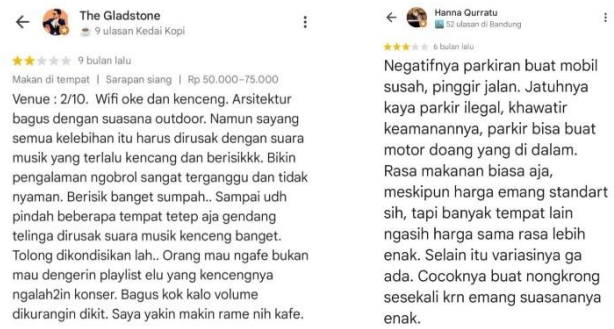 The Gladstone
9 ulasan Kedai Kopi
9 bulan lalu
Makan di tempat | Sarapan siang | Rp 50.000–75.000
Venue : 2/10. Wifi oke dan kenceng. Arsitektur
bagus dengan suasana outdoor. Namun sayang
semua kelebihan itu harus dirusak dengan suara
musik yang terlalu kencang dan berisikkk. Bikin
pengalaman ngobrol sangat terganggu dan tidak
nyaman. Berisik banget sumpah.. Sampai udh
pindah beberapa tempat tetep aja gendang
telinga dirusak suara musik kenceng banget.
Tolong dikondisikan lah.. Orang mau ngafe bukan
mau dengerin playlist elu yang kencengnya
ngalah2in konser. Bagus kok kalo volume
dikurangin dikit. Saya yakin makin rame nih kafe.
Hanna Qurratu
52 ulasan di Bandung
6 bulan lalu
Negatifnya parkiran buat mobil
susah, pinggir jalan. Jatuhnya
kaya parkir ilegal, khawatir
keamanannya, parkir bisa buat
motor doang yang di dalam.
Rasa makanan biasa aja,
meskipun harga emang standart
sih, tapi banyak tempat lain
ngasih harga sama rasa lebih
enak. Selain itu variasinya ga
ada. Cocoknya buat nongkrong
sesekali krn emang suasananya
enak.